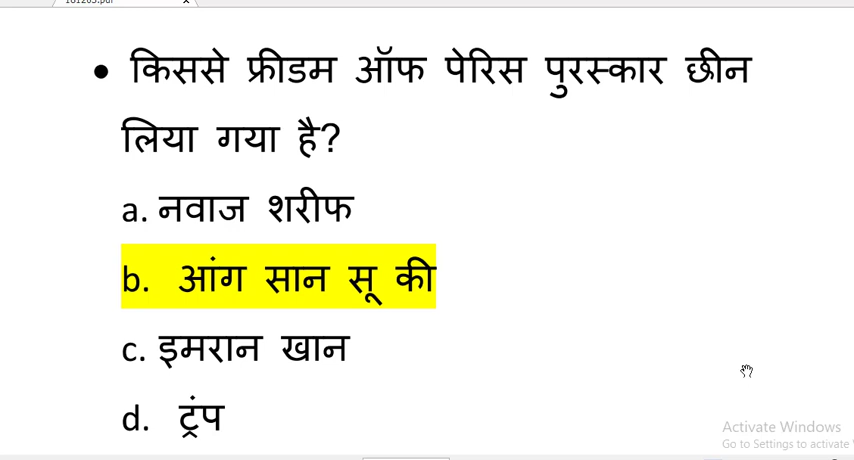 • किससे फ्रीडम ऑफ पेरिस पुरस्कार छीन
लिया गया है?
a. नवाज शरीफ
b. आंग सान सू की
c. इमरान खान
d. ट्रंप
Activate Windows
Go to Settings to activate